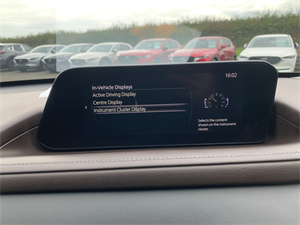 16:02
In-Vehicle Displays
Active Driving Display
Centre Display
Instrument Cluster Display
Selects the content
shown on the instrument
cluster.